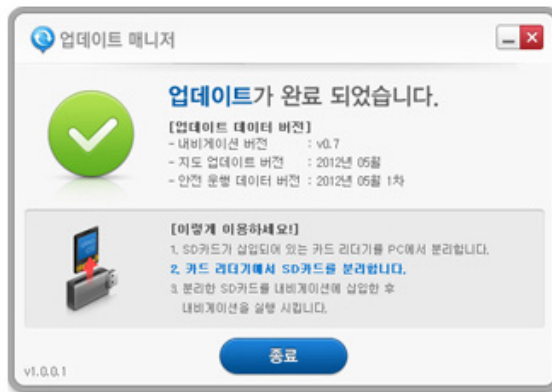 업데이트 매니저
업데이트가 완료 되었습니다.
[업데이트 데이터 버전]
- 내비게이션 버전 : v0.7
- 지도 업데이트 버전 : 2012년 05월
- 안전 운행 데이터 버전 : 2012년 05월 1차
[이렇게 이용하세요!]
1. SD카드가 삽입되어 있는 카드 리더기를 PC에서 분리합니다.
2. 카드 리더기에서 SD카드를 분리합니다.
3. 분리한 SD카드를 내비게이션에 삽입한 후
내비게이션을 실행 시킵니다.
종료
v1.0.0.1